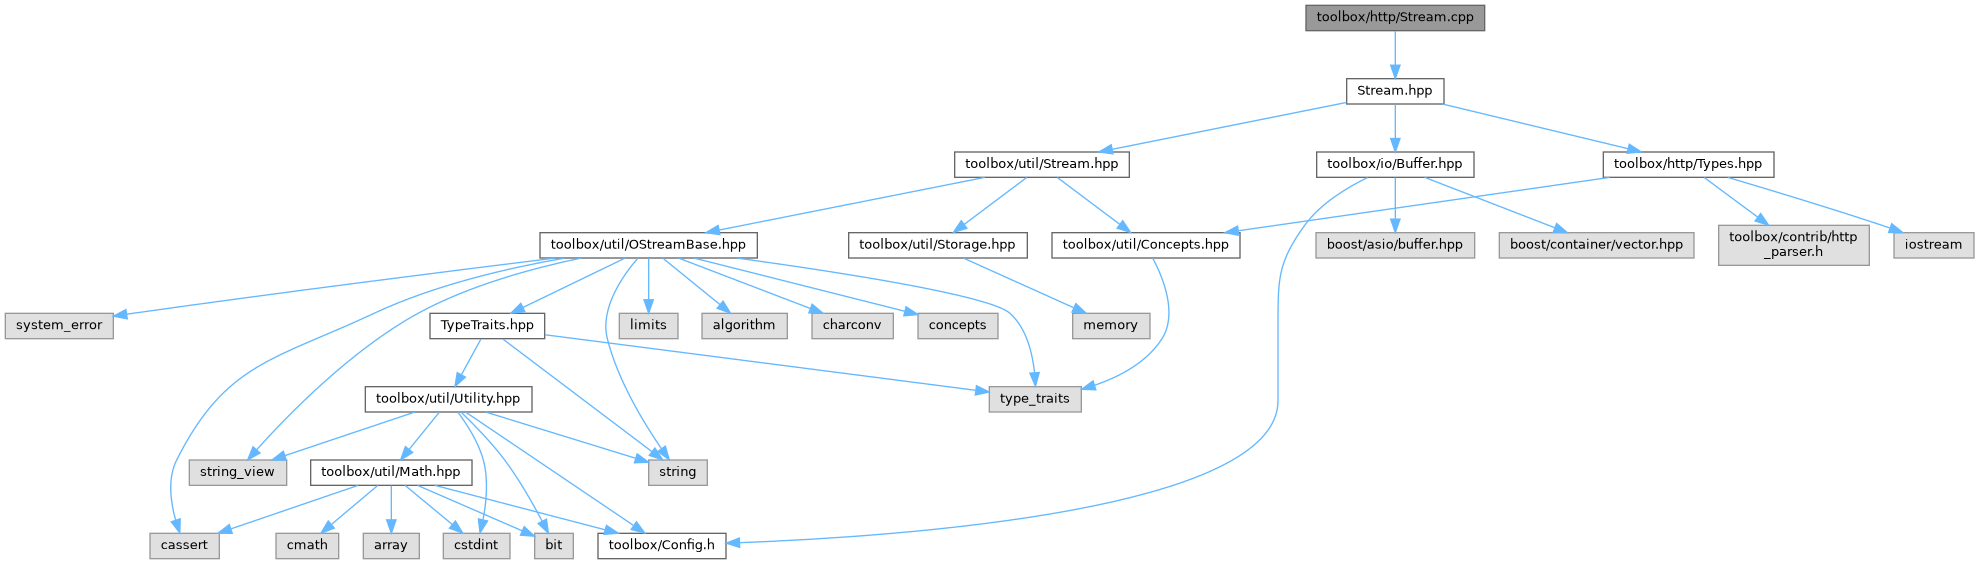 toolbox/http/Stream.cpp
Stream.hpp
toolbox/util/Stream.hpp
toolbox/io/Buffer.hpp
toolbox/http/Types.hpp
toolbox/util/OStreamBase.hpp
toolbox/util/Storage.hpp
toolbox/util/Concepts.hpp
boost/asio/buffer.hpp
boost/container/vector.hpp
toolbox/contrib/http
_parser.h
iostream
system_error
TypeTraits.hpp
limits
algorithm
charconv
concepts
memory
toolbox/util/Utility.hpp
type_traits
string_view
toolbox/util/Math.hpp
string
cassert
cmath
array
cstdint
bit
toolbox/Config.h